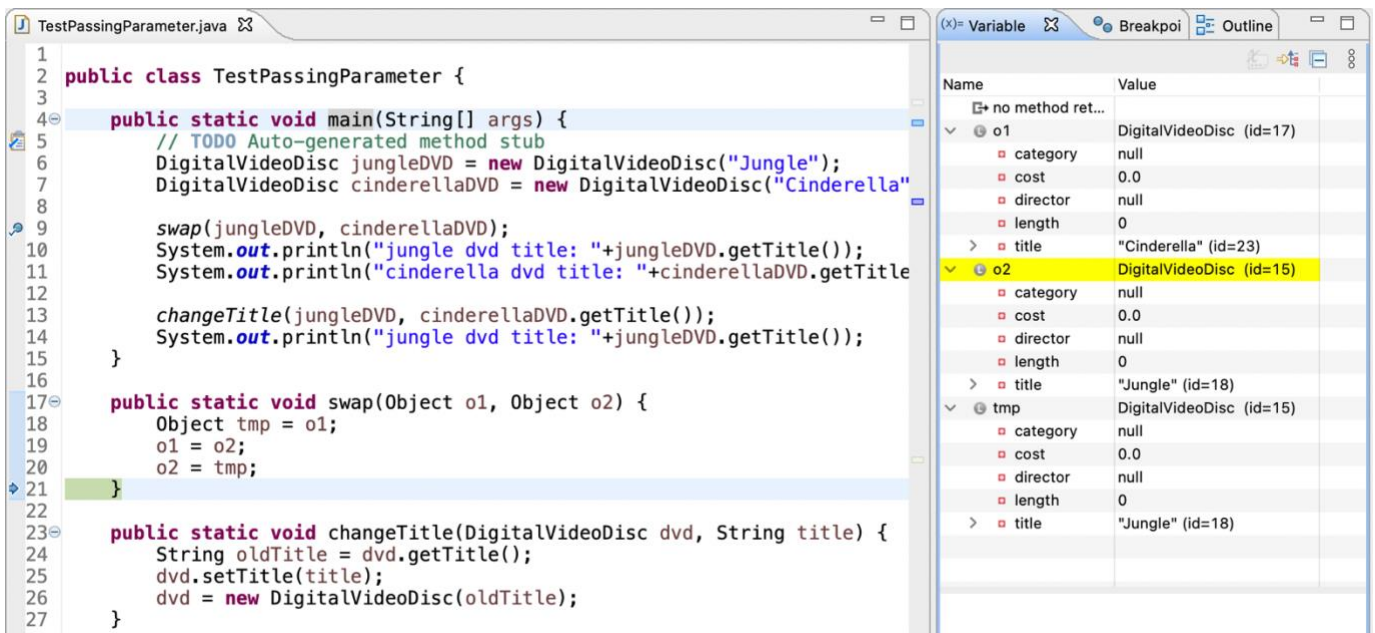 TestPassingParameter.java
1
2 public class TestPassingParameter {
3
4 public static void main(String[] args) {
5 // TODO Auto-generated method stub
6 DigitalVideoDisc jungleDVD = new DigitalVideoDisc("Jungle");
7 DigitalVideoDisc cinderellaDVD = new DigitalVideoDisc("Cinderella"
8
9 swap(jungleDVD, cinderellaDVD);
10 System.out.println("jungle dvd title: "+jungleDVD.getTitle());
11 System.out.println("cinderella dvd title: "+cinderellaDVD.getTitle
12
13 changeTitle(jungleDVD, cinderellaDVD.getTitle());
14 System.out.println("jungle dvd title: "+jungleDVD.getTitle());
15 }
16
17 public static void swap(Object o1, Object o2) {
18 Object tmp = o1;
19 o1 = o2;
20 o2 = tmp;
21 }
22
23 public static void changeTitle(DigitalVideoDisc dvd, String title) {
24 String oldTitle = dvd.getTitle();
25 dvd.setTitle(title);
26 dvd = new DigitalVideoDisc(oldTitle);
27 }
(x)= Variable Breakpoi Outline
Name Value
no method ret...
o1 DigitalVideoDisc (id=17)
category null
cost 0.0
director null
length 0
title "Cinderella" (id=23)
o2 DigitalVideoDisc (id=15)
category null
cost 0.0
director null
length 0
title "Jungle" (id=18)
tmp DigitalVideoDisc (id=15)
category null
cost 0.0
director null
length 0
title "Jungle" (id=18)